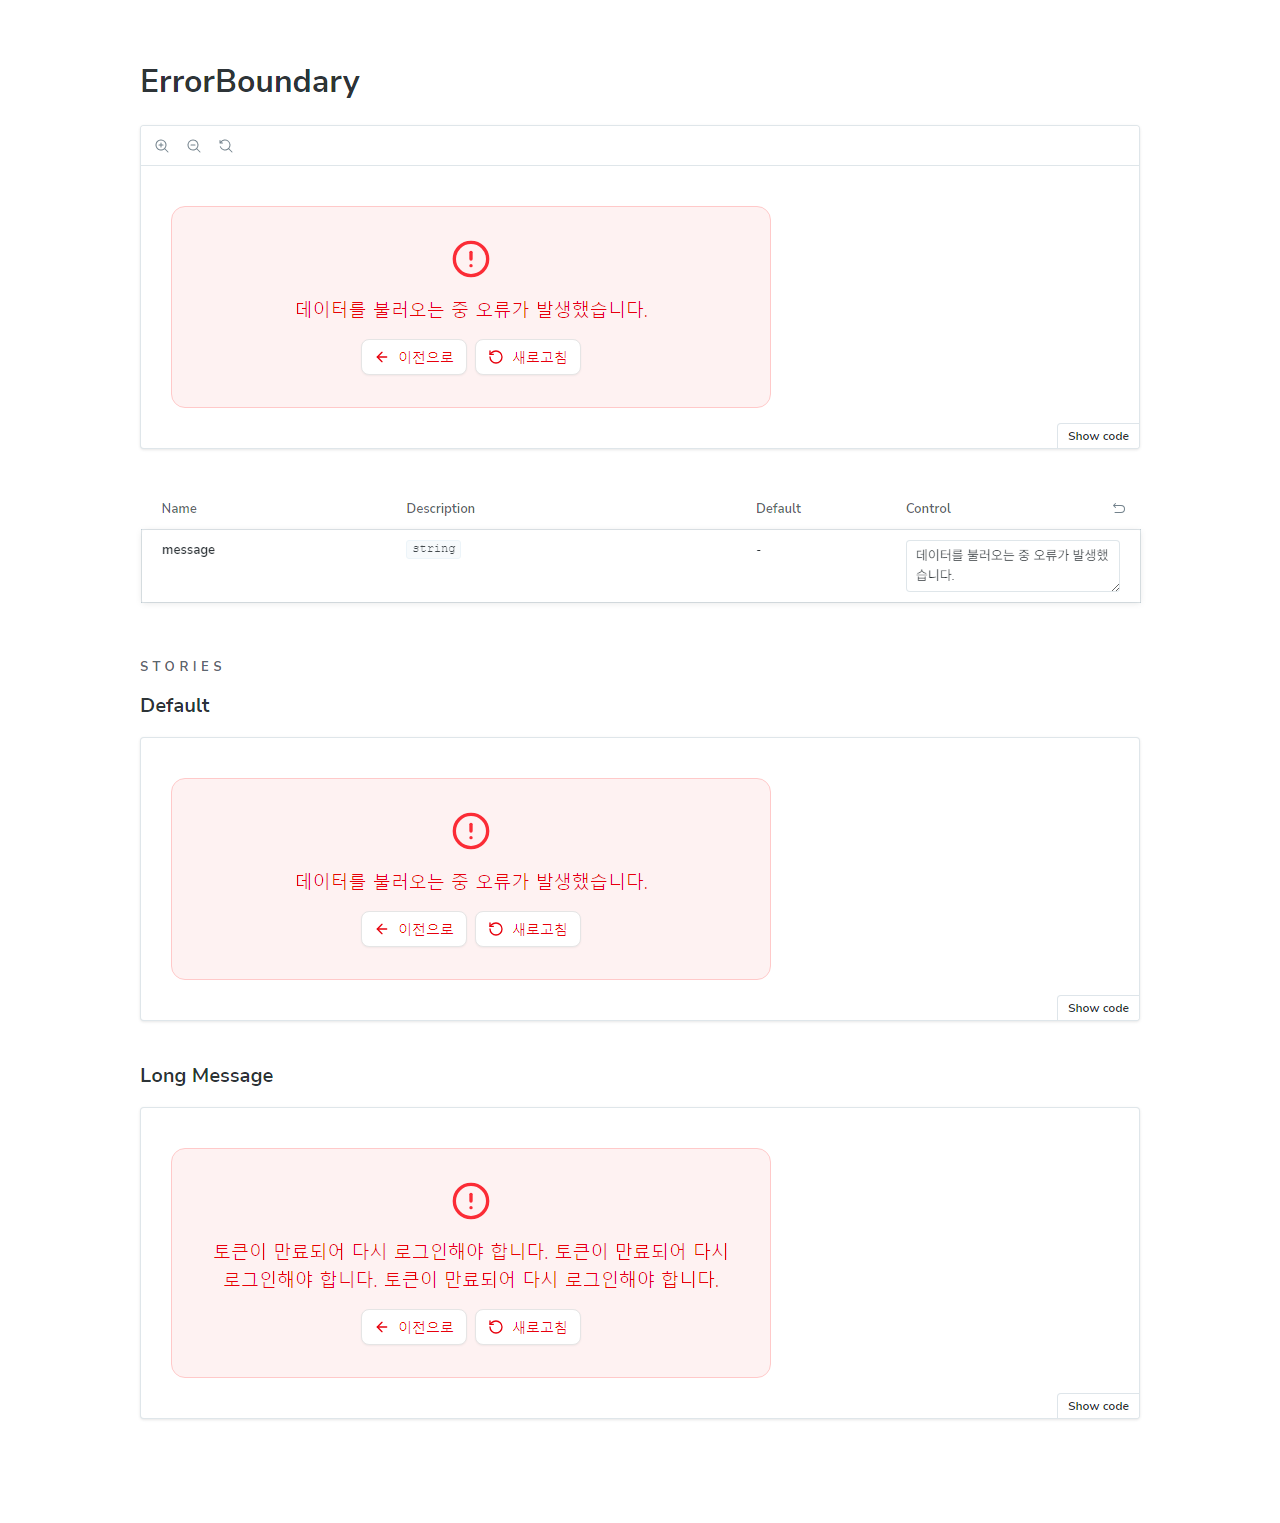 ErrorBoundary
데이터를 불러오는 중 오류가 발생했습니다.
이전으로 새로고침
Show code
Name Description Default Control
message string - 데이터를 불러오는 중 오류가 발생했
습니다.
STORIES
Default
데이터를 불러오는 중 오류가 발생했습니다.
이전으로 새로고침
Show code
Long Message
토큰이 만료되어 다시 로그인해야 합니다. 토큰이 만료되어 다시
로그인해야 합니다. 토큰이 만료되어 다시 로그인해야 합니다.
이전으로 새로고침
Show code